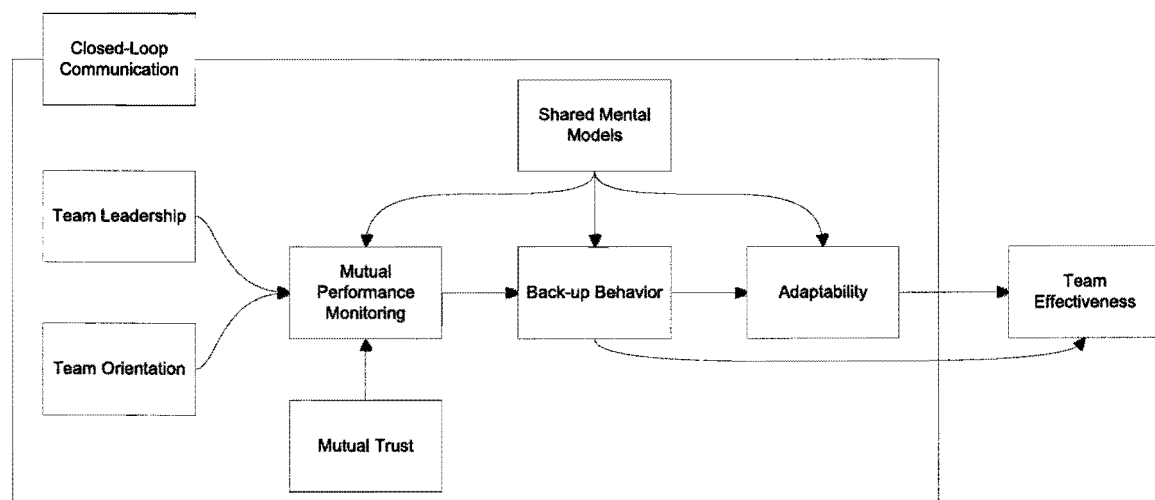 Closed-Loop
Communication
Shared Mental
Models
Team Leadership
Mutual
Performance
Monitoring
Back-up Behavior
Adaptability
Team
Effectiveness
Team Orientation
Mutual Trust